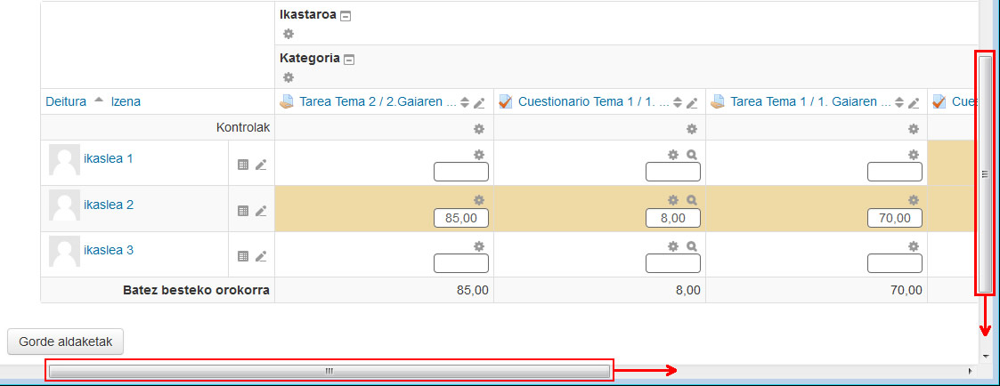 Ikastaroa
Kategoria
Deitura Izena Tarea Tema 2 / 2.Gaiaren ... Cuestionario Tema 1 / 1. ... Tarea Tema 1 / 1. Gaiaren ...
Kontrolak
ikaslea 1
ikaslea 2 85,00 8,00 70,00
ikaslea 3
Batez besteko orokorra 85,00 8,00 70,00
Gorde aldaketak